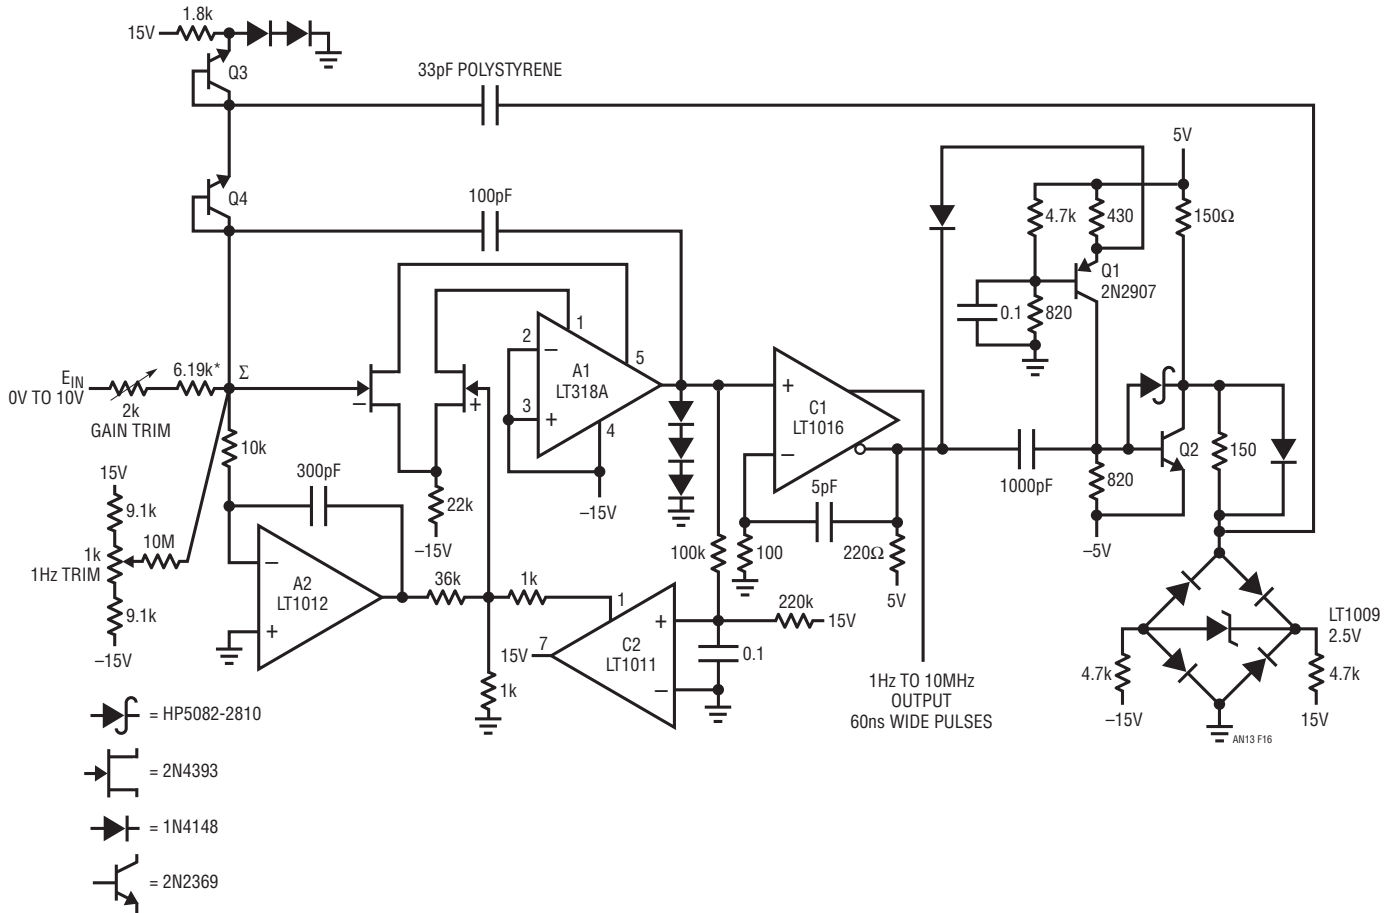 1.8k
15V
Q3
33pF POLYSTYRENE
Q4
100pF
5V
4.7k
430
150Ω
Q1
2N2907
0.1
820
1
2
–
5
A1
LT318A
3
+
4
–15V
EIN
0V TO 10V
2k
GAIN TRIM
6.19k*
Σ
–
+
10k
300pF
22k
–15V
+
C1
LT1016
–
5pF
1000pF
Q2
150
820
–5V
100k
100
220Ω
5V
15V
9.1k
1k
1Hz TRIM
10M
9.1k
–15V
–
A2
LT1012
+
36k
1k
1
1k
7
15V
C2
LT1011
+
–
220k
15V
0.1
1Hz TO 10MHz
OUTPUT
60ns WIDE PULSES
LT1009
2.5V
4.7k
–15V
4.7k
15V
AN13 F16
= HP5082-2810
= 2N4393
= 1N4148
= 2N2369